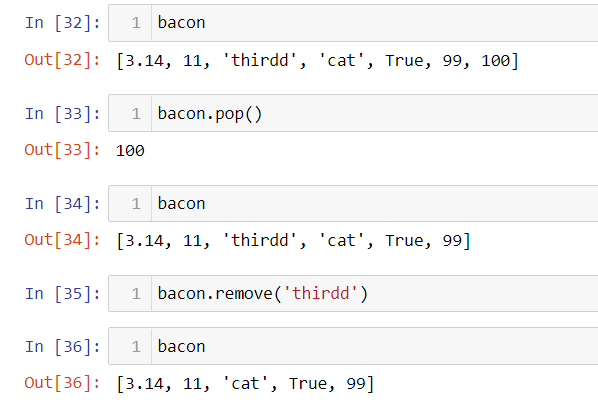 In [32]: 1 bacon
Out[32]: [3.14, 11, 'thirdd', 'cat', True, 99, 100]
In [33]: 1 bacon.pop()
Out[33]: 100
In [34]: 1 bacon
Out[34]: [3.14, 11, 'thirdd', 'cat', True, 99]
In [35]: 1 bacon.remove('thirdd')
In [36]: 1 bacon
Out[36]: [3.14, 11, 'cat', True, 99]